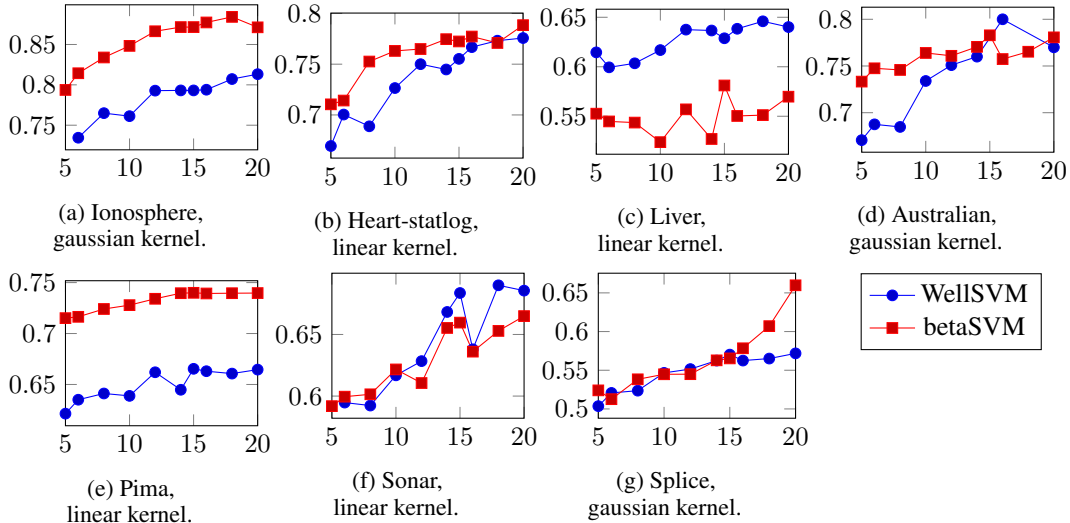 0.85
0.8
0.75
5 10 15 20
(a) Ionosphere,
gaussian kernel.
0.8
0.75
0.7
5 10 15 20
(b) Heart-statlog,
linear kernel.
0.65
0.6
0.55
5 10 15 20
(c) Liver,
linear kernel.
0.8
0.75
0.7
5 10 15 20
(d) Australian,
gaussian kernel.
0.75
0.7
0.65
5 10 15 20
(e) Pima,
linear kernel.
0.65
0.6
5 10 15 20
(f) Sonar,
linear kernel.
0.65
0.6
0.55
0.5
5 10 15 20
(g) Splice,
gaussian kernel.
WellSVM
betaSVM